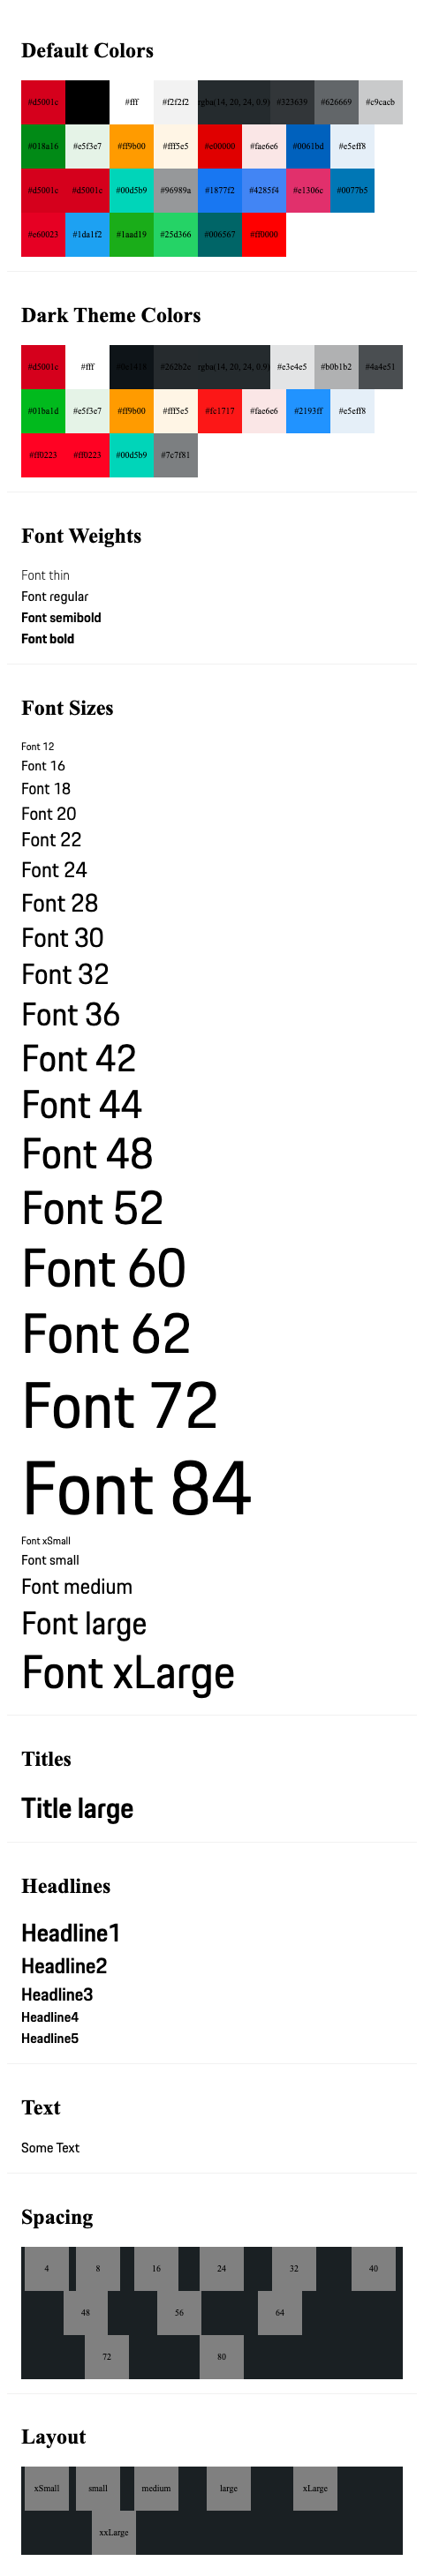 Default Colors
#d5001c #fff #f2f2f2 rgba(14, 20, 24, 0.9) #323639 #626669 #c9cacb
#018a16 #e5f3e7 #ff9b00 #fff5e5 #e00000 #fae6e6 #0061bd #e5eff8
#d5001c #d5001c #00d5b9 #96989a #1877f2 #4285f4 #e1306c #0077b5
#e60023 #1da1f2 #1aad19 #25d366 #006567 #ff0000
Dark Theme Colors
#d5001c #fff #0e1418 #262b2e rgba(14, 20, 24, 0.9) #e3e4e5 #b0b1b2 #4a4e51
#01ba1d #e5f3e7 #ff9b00 #fff5e5 #fc1717 #fae6e6 #2193ff #e5eff8
#ff0223 #ff0223 #00d5b9 #7c7f81
Font Weights
Font thin
Font regular
Font semibold
Font bold
Font Sizes
Font 12
Font 16
Font 18
Font 20
Font 22
Font 24
Font 28
Font 30
Font 32
Font 36
Font 42
Font 44
Font 48
Font 52
Font 60
Font 62
Font 72
Font 84
Font xSmall
Font small
Font medium
Font large
Font xLarge
Titles
Title large
Headlines
Headline1
Headline2
Headline3
Headline4
Headline5
Text
Some Text
Spacing
4 8 16 24 32 40
48 56 64
72 80
Layout
xSmall small medium large xLarge
xxLarge